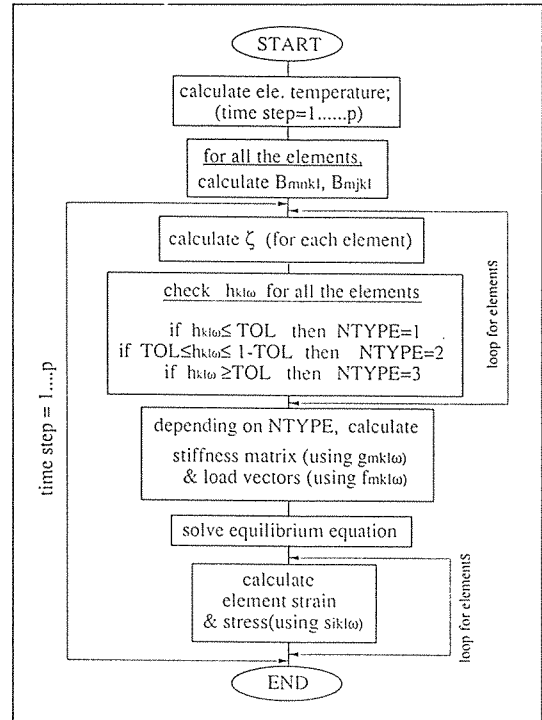 START
calculate ele. temperature;
(time step=1......p)
for all the elements,
calculate Bmnkl, Bmjkl
calculate ζ (for each element)
check hklω for all the elements
if hklω≤ TOL then NTYPE=1
if TOL≤hklω≤ 1-TOL then NTYPE=2
if hklω ≥TOL then NTYPE=3
loop for elements
depending on NTYPE, calculate
stiffness matrix (using gmklω)
& load vectors (using fmklω)
time step = 1....p
solve equilibrium equation
calculate
element strain
& stress(using siklω)
loop for elements
END